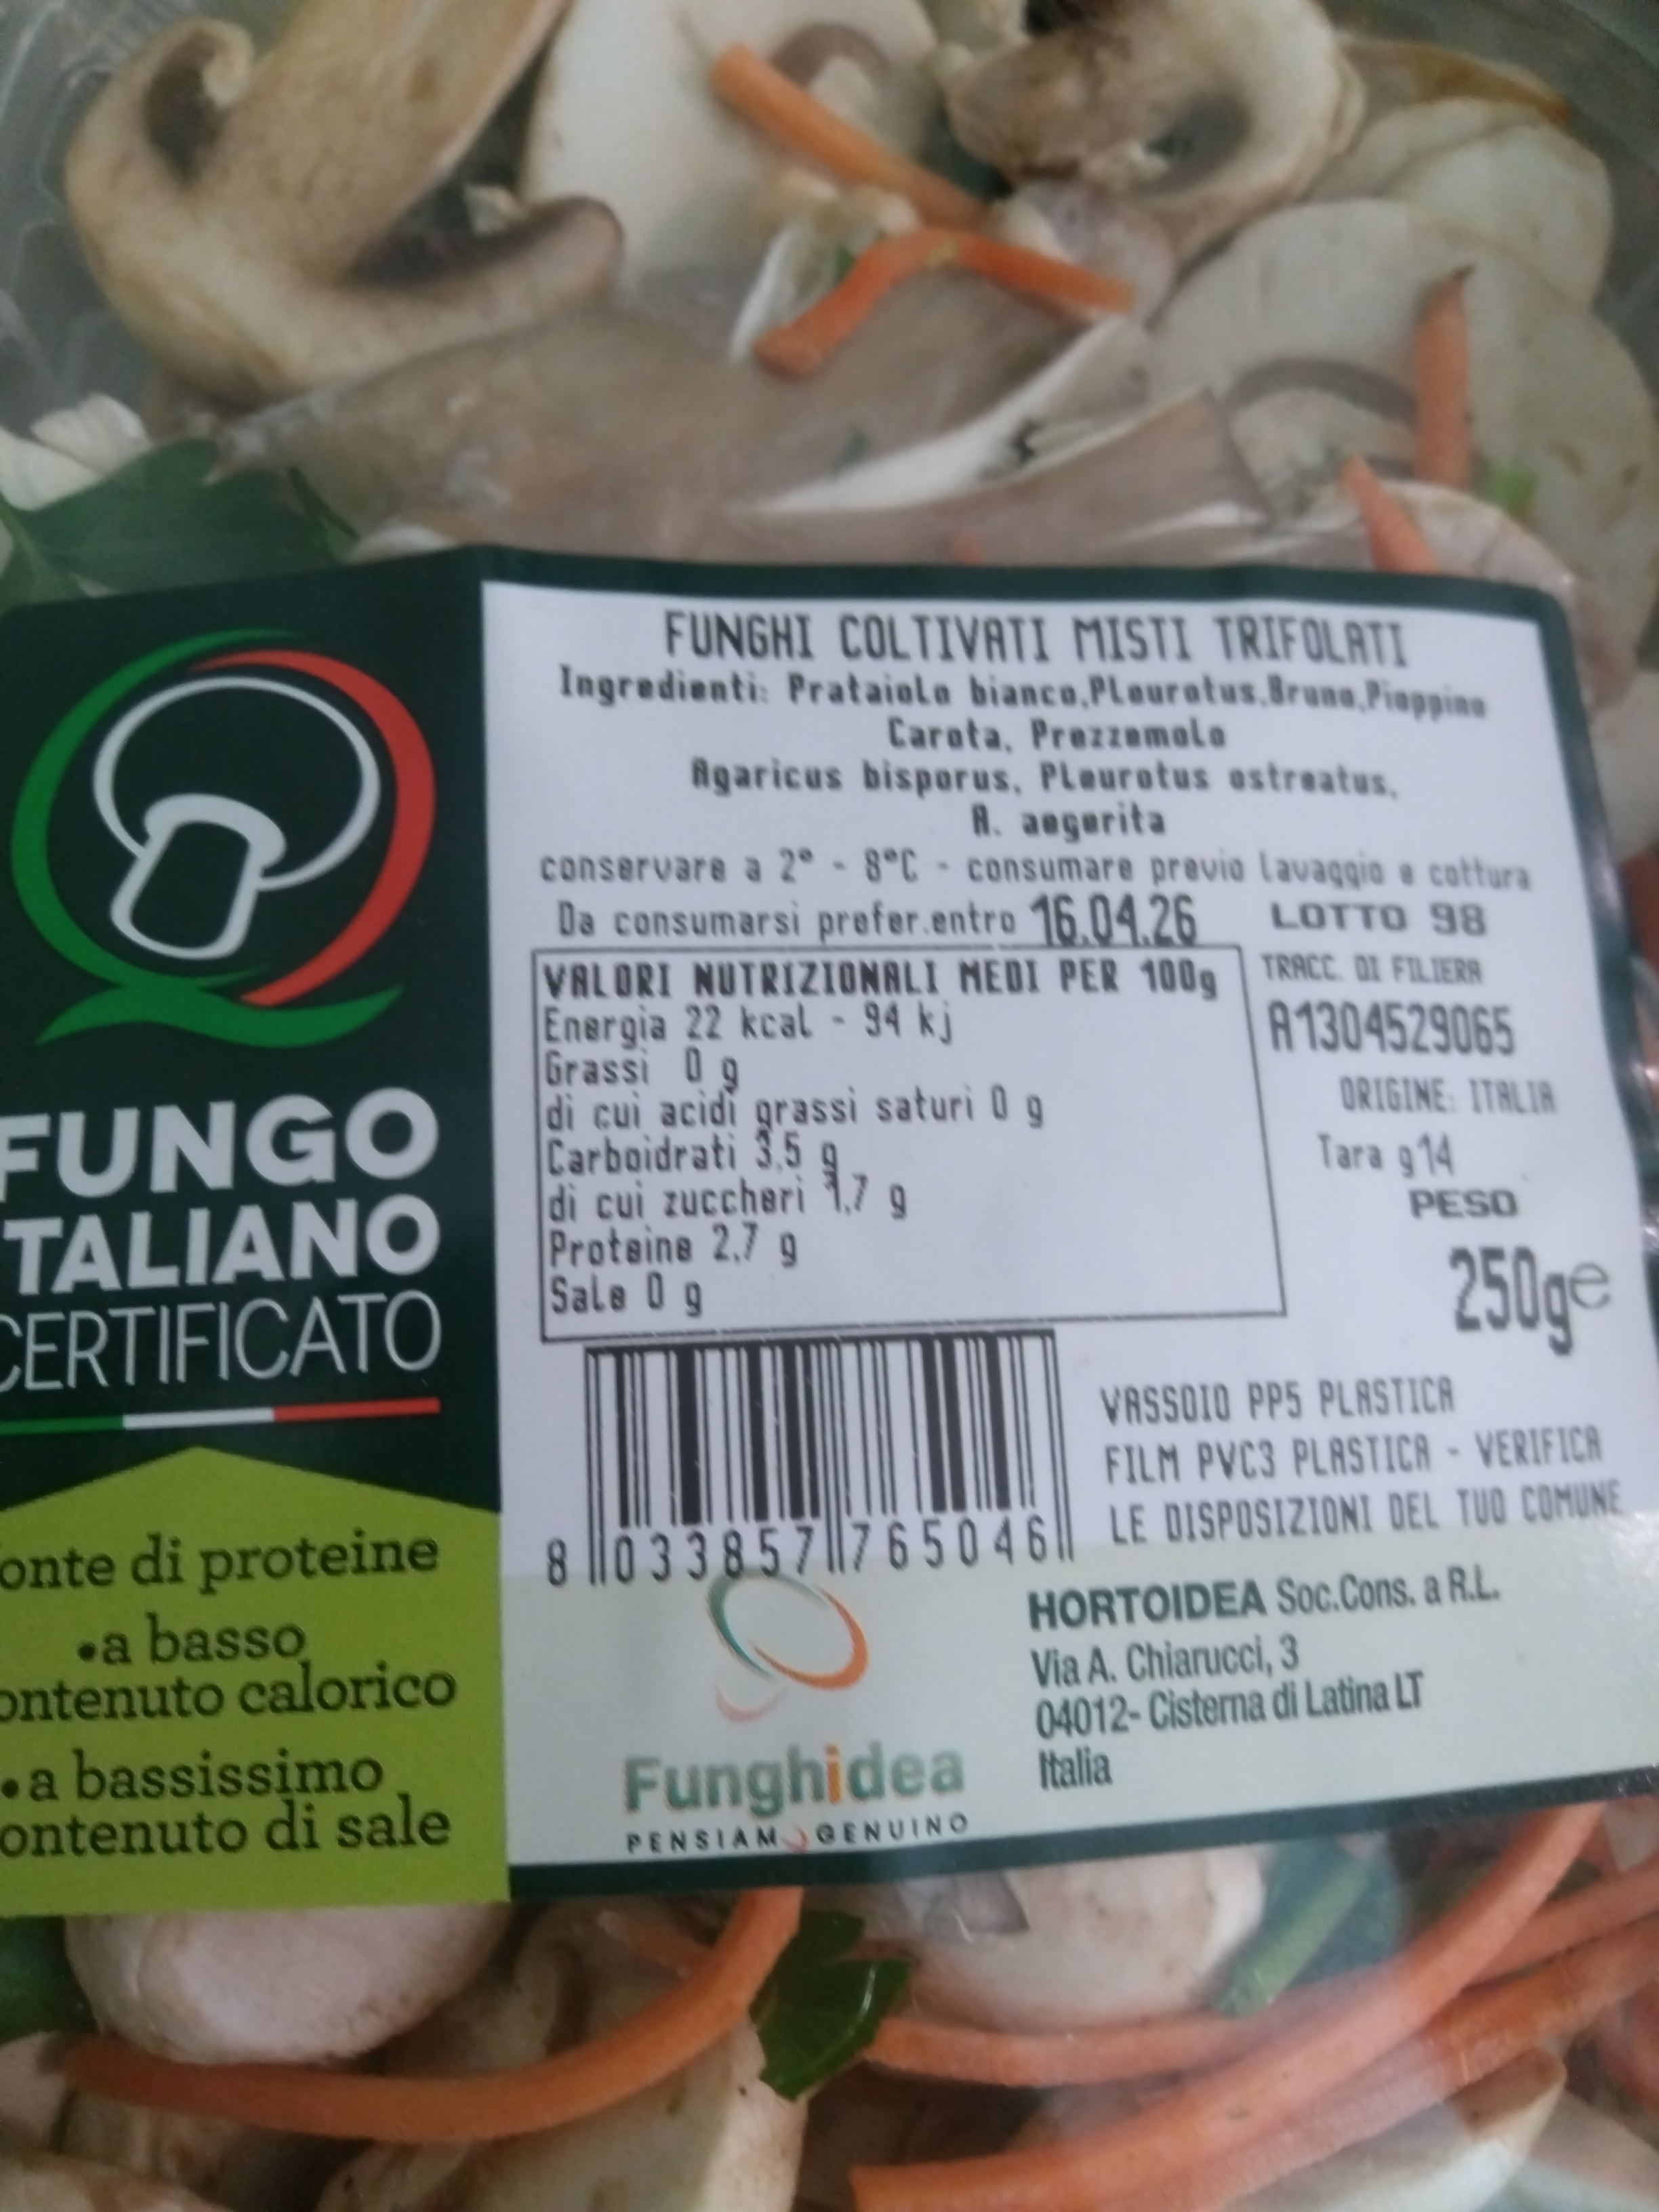 FUNGHI COLTIVATI MISTI TRIFOLATI
Ingredienti: Prataiolo bianco,Pleurotus,Bruno,Pioppino
Carota, Prezzemolo
Agaricus bisporus, Pleurotus ostreatus,
A. aegerita
conservare a 2° - 8°C - consumare previo lavaggio e cottura
Da consumarsi prefer.entro 16.04.26 LOTTO 98
VALORI NUTRIZIONALI MEDI PER 100g
Energia 22 kcal - 94 kj
Grassi 0 g
di cui acidi grassi saturi 0 g
Carboidrati 3,5 g
di cui zuccheri 1,7 g
Proteine 2,7 g
Sale 0 g
TRACC. DI FILIERA
A1304529065
ORIGINE: ITALIA
Tara g14
PESO
250ge
8 033857 765046
VASSOIO PP5 PLASTICA
FILM PVC3 PLASTICA - VERIFICA
LE DISPOSIZIONI DEL TUO COMUNE
HORTOIDEA Soc.Cons. a R.L.
Via A. Chiarucci, 3
04012- Cisterna di Latina LT
Italia
Funghidea
PENSIAMO GENUINO
FUNGO
ITALIANO
CERTIFICATO
onte di proteine
•a basso
ontenuto calorico
•a bassissimo
ontenuto di sale